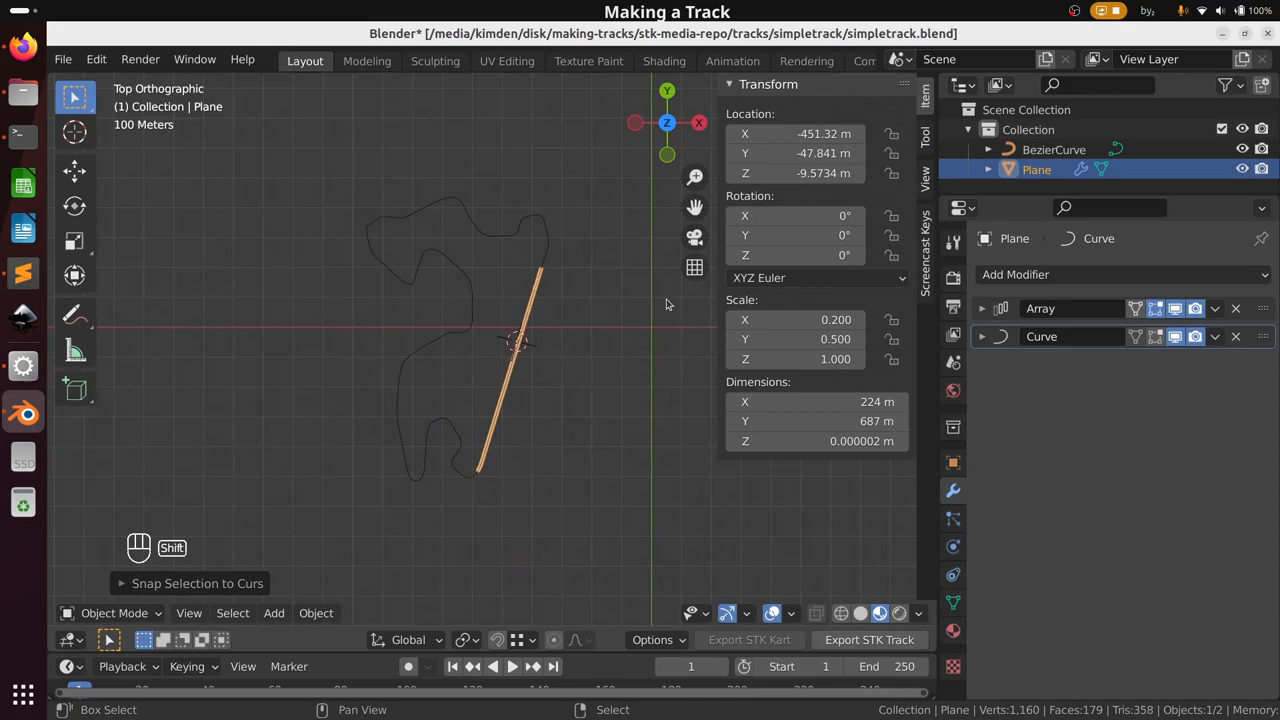 Making a Track
by₂
100%
Blender* [/media/kimden/disk/making-tracks/stk-media-repo/tracks/simpletrack/simpletrack.blend]
File Edit Render Window Help Layout Modeling Sculpting UV Editing Texture Paint Shading Animation Rendering Com Scene View Layer
Top Orthographic
(1) Collection | Plane
100 Meters
Y
X
Z
Transform
Location:
X -451.32 m
Y -47.841 m
Z -9.5734 m
Rotation:
X 0°
Y 0°
Z 0°
XYZ Euler
Scale:
X 0.200
Y 0.500
Z 1.000
Dimensions:
X 224 m
Y 687 m
Z 0.000002 m
Item
Tool
View
Screencast Keys
Scene Collection
Collection
BezierCurve
Plane
Plane Curve
Add Modifier
Array
Curve
SSD
Shift
Snap Selection to Curs
Object Mode View Select Add Object
Global Options Export STK Kart Export STK Track
Playback Keying View Marker 1 Start 1 End 250
Box Select Pan View Select Collection | Plane | Verts:1,160 | Faces:179 | Tris:358 | Objects:1/2 | Memory: